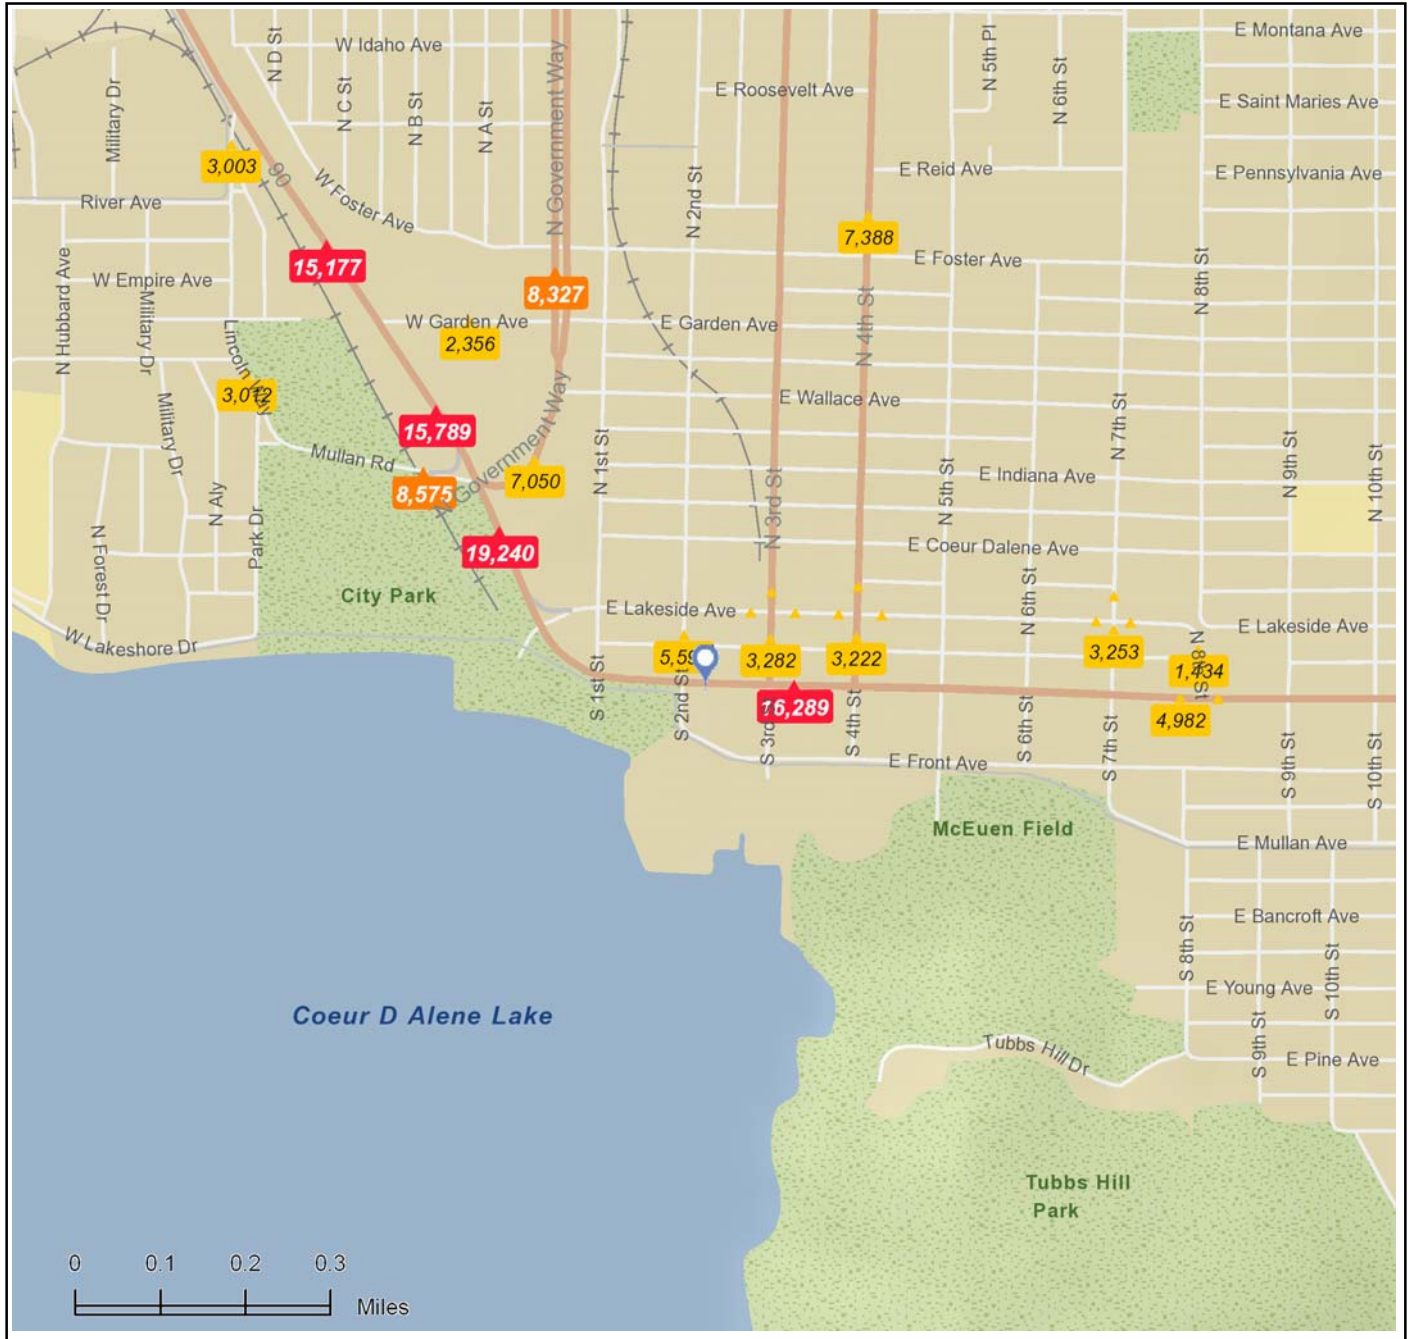 E Montana Ave
N D St
W Idaho Ave
N Government Way
N 5th Pl
N 6th St
Military Dr
N C St
N B St
N A St
E Roosevelt Ave
E Saint Maries Ave
3,003
90
W Foster Ave
N 2nd St
E Reid Ave
E Pennsylvania Ave
River Ave
7,388
15,177
E Foster Ave
N 8th St
N Hubbard Ave
W Empire Ave
Military Dr
8,327
N 4th St
W Garden Ave
E Garden Ave
2,356
Lincoln Way
3,012
N Government Way
E Wallace Ave
N 7th St
Military Dr
15,789
Mullan Rd
N 1st St
E Indiana Ave
N 9th St
N 10th St
8,575
7,050
N 3rd St
N 5th St
N Aly
Park Dr
19,240
E Coeur Dalene Ave
N Forest Dr
City Park
E Lakeside Ave
N 6th St
E Lakeside Ave
W Lakeshore Dr
3,282
3,222
3,253
N 8th St
1,434
S 1st St
S 2nd St
16,289
S 4th St
S 6th St
S 7th St
4,982
E Front Ave
S 9th St
S 10th St
McEuen Field
E Mullan Ave
E Bancroft Ave
S 8th St
E Young Ave
S 10th St
Coeur D Alene Lake
Tubbs Hill Dr
S 9th St
E Pine Ave
Tubbs Hill
Park
0 0.1 0.2 0.3
Miles